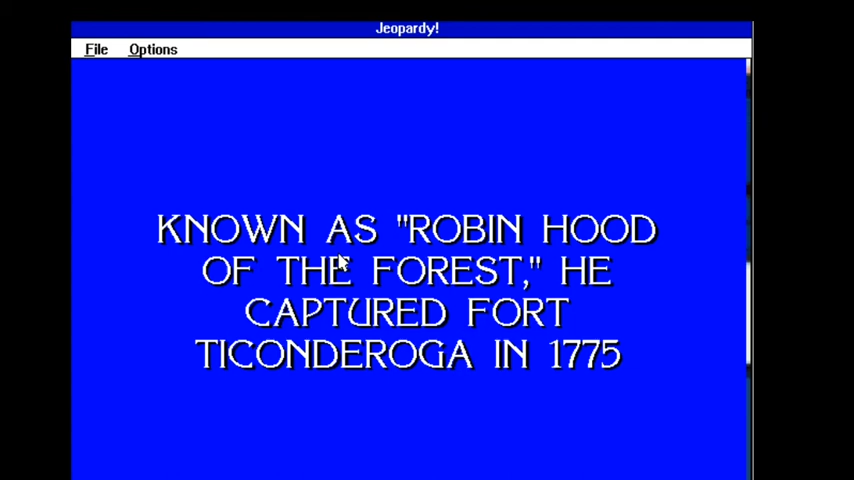 Jeopardy!
File Options
KNOWN AS "ROBIN HOOD
OF THE FOREST," HE
CAPTURED FORT
TICONDEROGA IN 1775